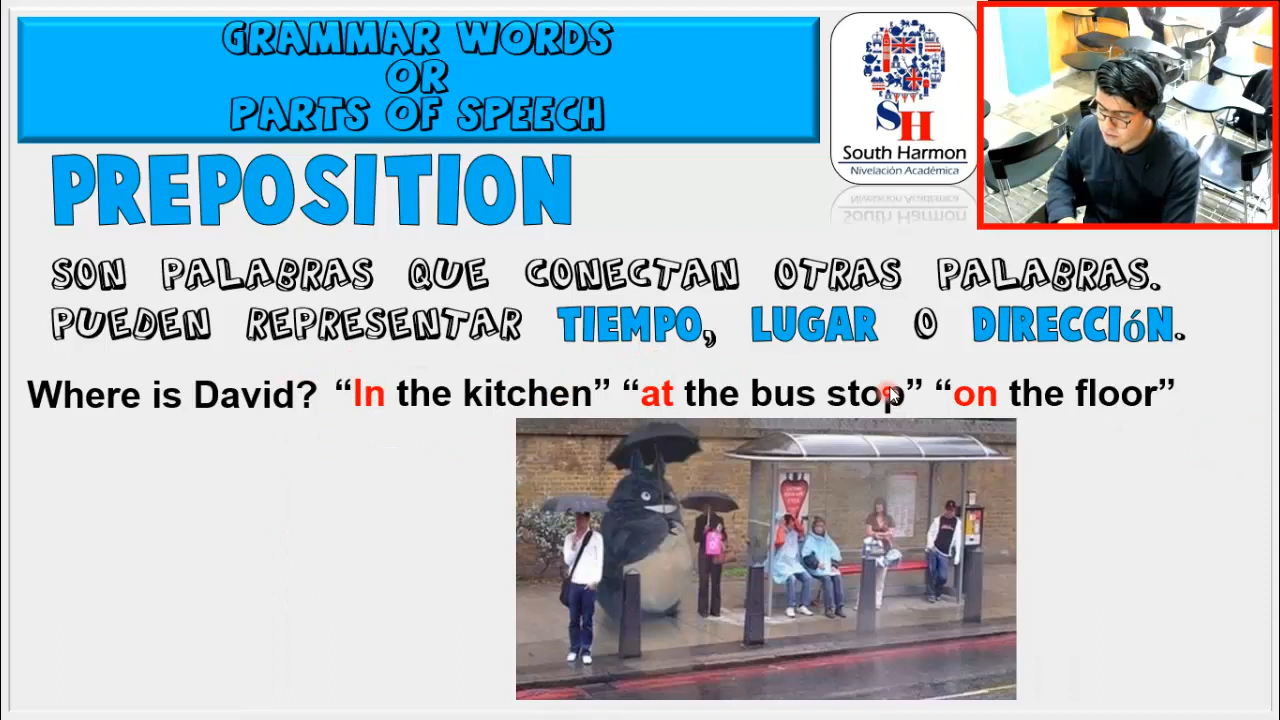 GRAMMAR WORDS
OR
PARTS OF SPEECH
SH
South Harmon
Nivelación Académica
PREPOSITION
SON PALABRAS QUE CONECTAN OTRAS PALABRAS.
PUEDEN REPRESENTAR TIEMPO, LUGAR O DIRECCIóN.
Where is David? “In the kitchen” “at the bus stop” “on the floor”